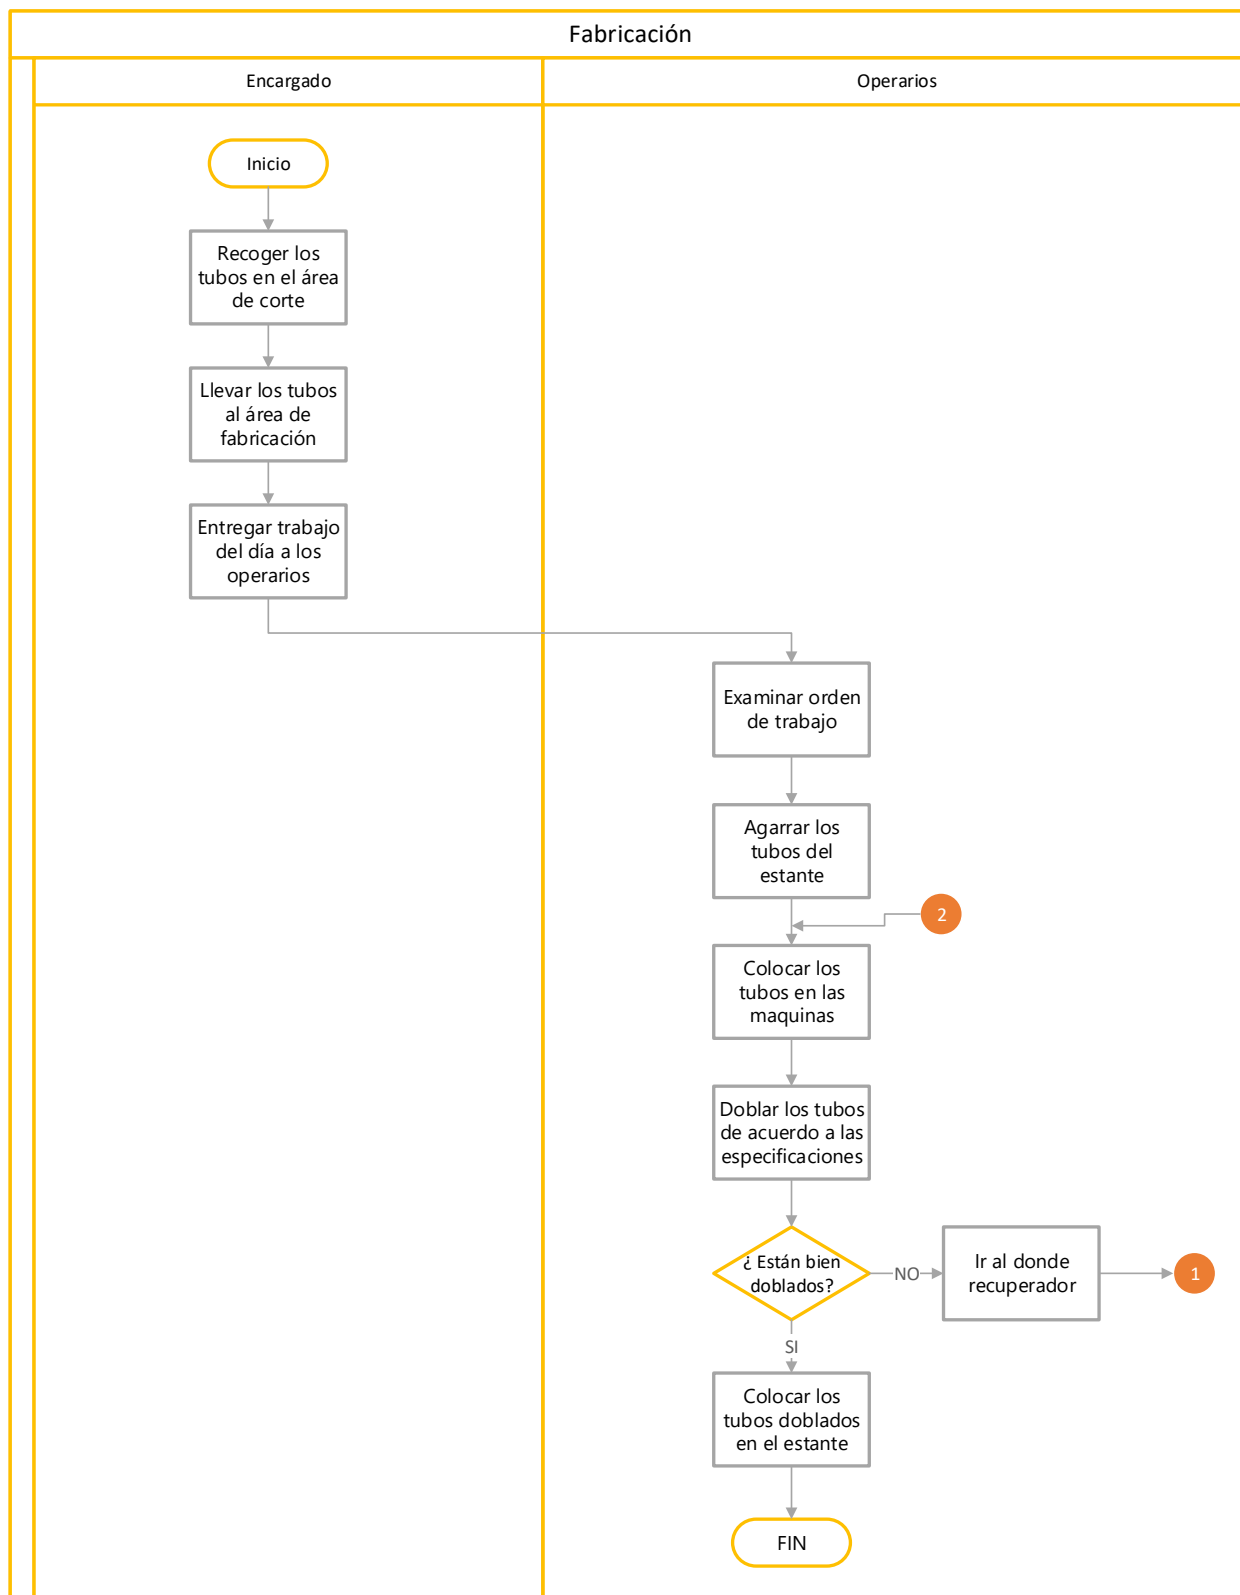 Fabricación
Encargado
Operarios
Inicio
Recoger los
tubos en el área
de corte
Llevar los tubos
al área de
fabricación
Entregar trabajo
del día a los
operarios
Examinar orden
de trabajo
Agarrar los
tubos del
estante
2
Colocar los
tubos en las
maquinas
Doblar los tubos
de acuerdo a las
especificaciones
¿ Están bien
doblados?
NO
Ir al donde
recuperador
1
SI
Colocar los
tubos doblados
en el estante
FIN